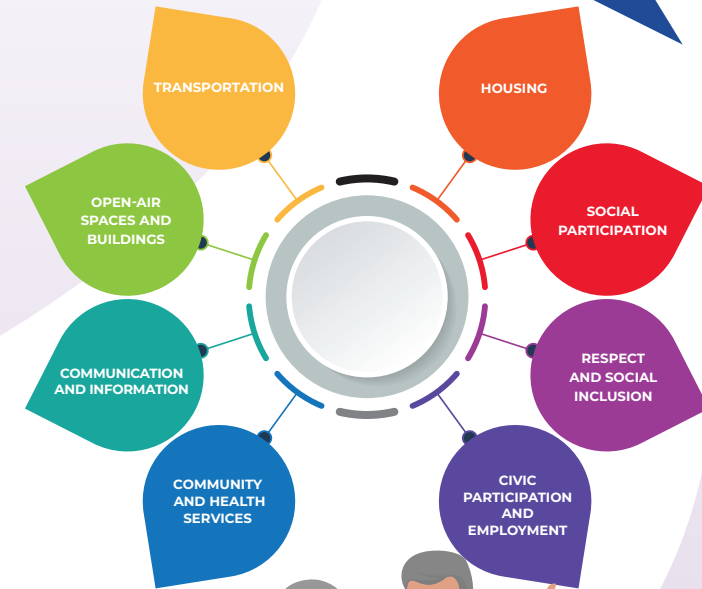 TRANSPORTATION
HOUSING
OPEN-AIR
SPACES AND
BUILDINGS
SOCIAL
PARTICIPATION
COMMUNICATION
AND INFORMATION
RESPECT
AND SOCIAL
INCLUSION
COMMUNITY
AND HEALTH
SERVICES
CIVIC
PARTICIPATION
AND
EMPLOYMENT